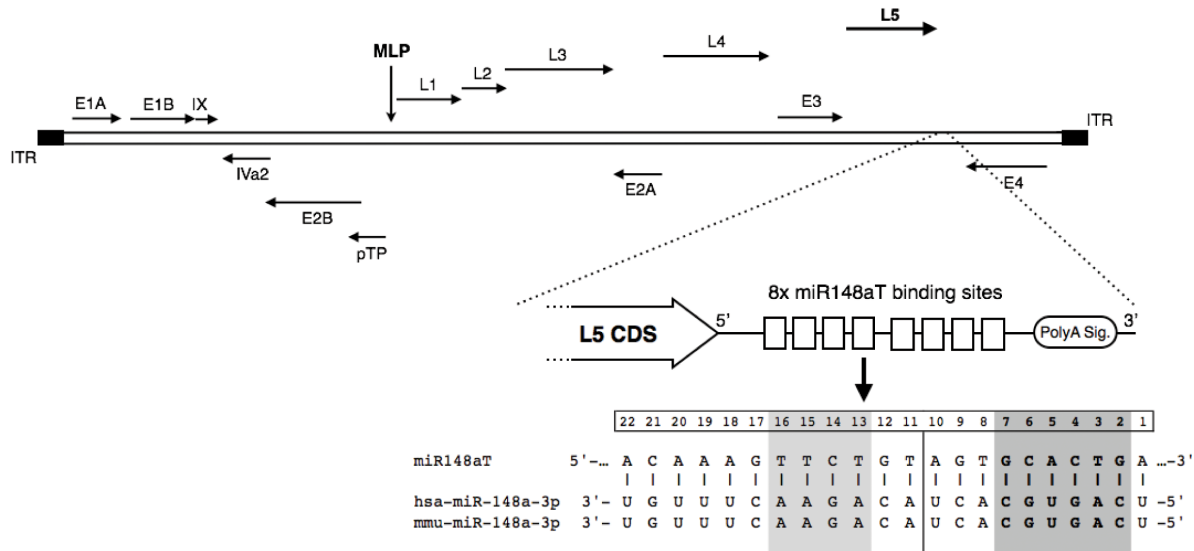 L5
MLP
L4
L3
L2
L1
E1A
E1B
IX
E3
ITR
ITR
IVa2
E2A
E4
E2B
pTP
8x miR148aT binding sites
L5 CDS
5'
PolyA Sig.
3'
22 21 20 19 18 17 16 15 14 13 12 11 10 9 8 7 6 5 4 3 2 1
miR148aT 5'-… A C A A A G T T C T G T A G T G C A C T G A …-3'
hsa-miR-148a-3p 3'- U G U U U C A A G A C A U C A C G U G A C U -5'
mmu-miR-148a-3p 3'- U G U U U C A A G A C A U C A C G U G A C U -5'